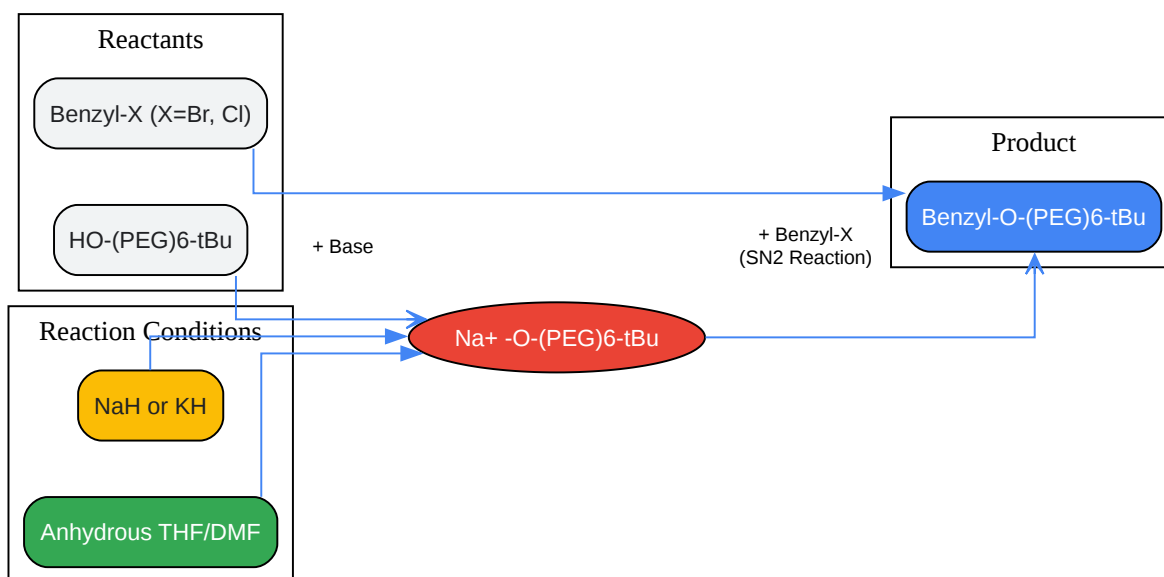 Reactants
Benzyl-X (X=Br, Cl)
HO-(PEG)6-tBu
+ Base
Reaction Conditions
NaH or KH
Anhydrous THF/DMF
Na+ -O-(PEG)6-tBu
+ Benzyl-X
(SN2 Reaction)
Product
Benzyl-O-(PEG)6-tBu